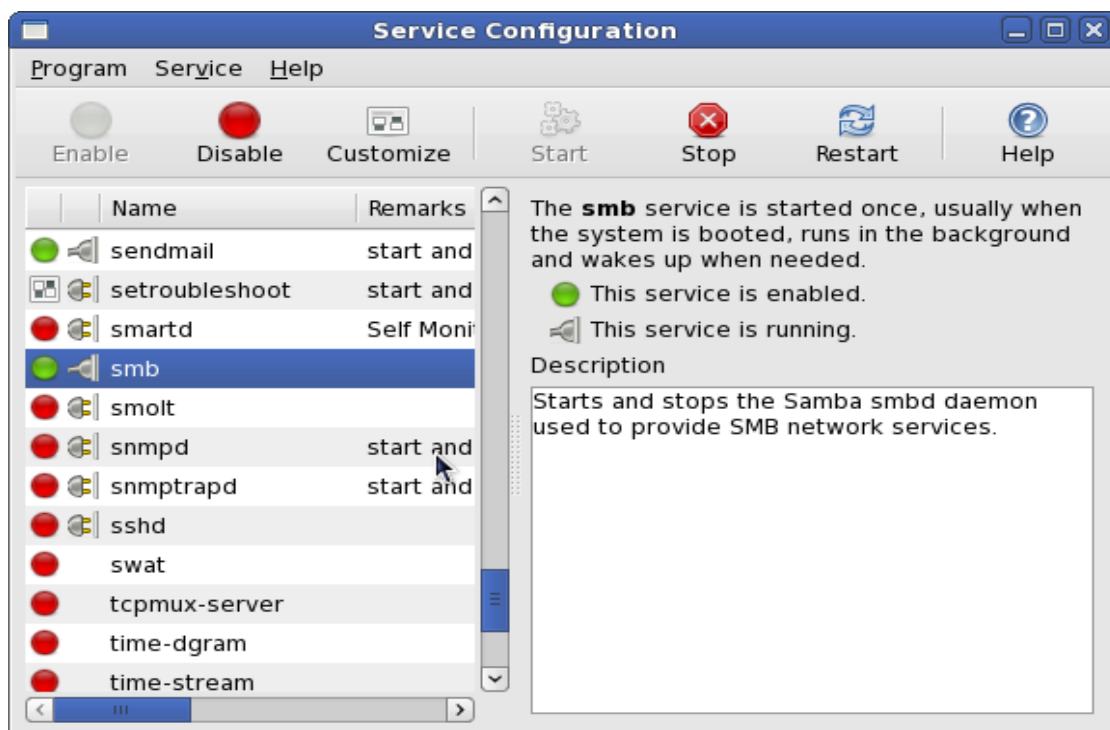 Service Configuration
Program Service Help
Enable Disable Customize Start Stop Restart Help
Name Remarks
sendmail start and
setroubleshoot start and
smartd Self Moni
smb
smolt
snmpd start and
snmptrapd start and
sshd
swat
tcpmux-server
time-dgram
time-stream
The smb service is started once, usually when
the system is booted, runs in the background
and wakes up when needed.
This service is enabled.
This service is running.
Description
Starts and stops the Samba smbd daemon
used to provide SMB network services.